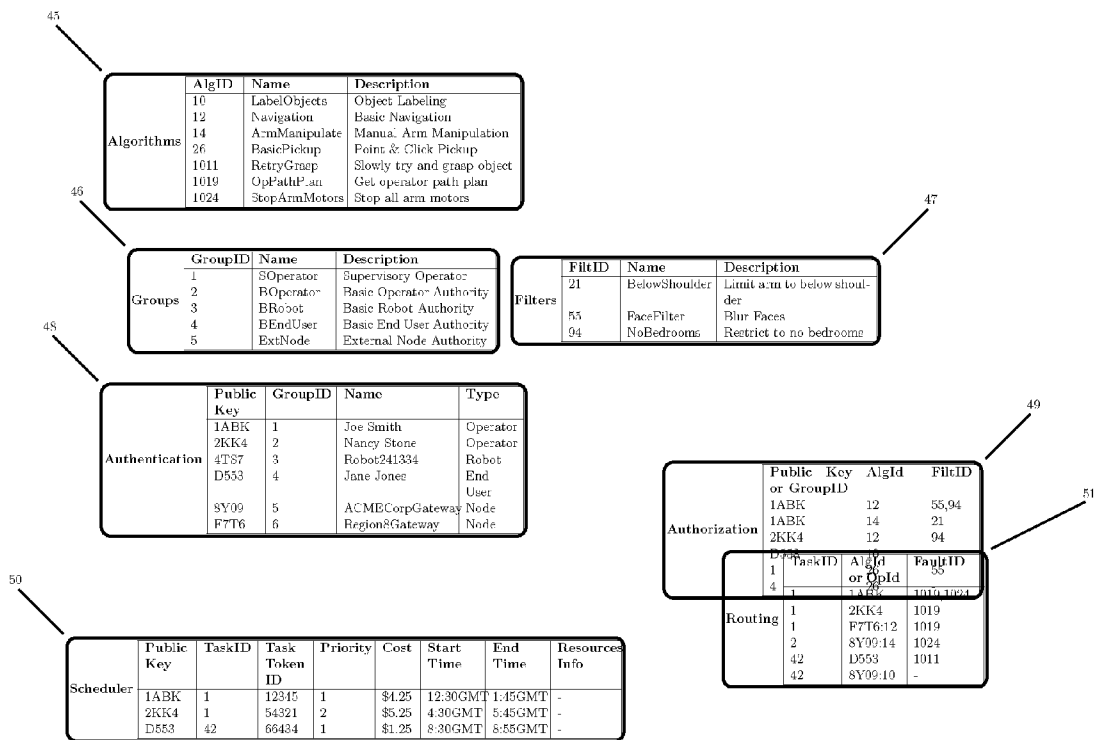 45
Algorithms
AlgID Name Description
10 LabelObjects Object Labeling
12 Navigation Basic Navigation
14 ArmManipulate Manual Arm Manipulation
26 BasicPickup Point & Click Pickup
1011 RetryGrasp Slowly try and grasp object
1019 OpPathPlan Get operator path plan
1024 StopArmMotors Stop all arm motors
46
Groups
GroupID Name Description
1 SOperator Supervisory Operator
2 BOperator Basic Operator Authority
3 BRobot Basic Robot Authority
4 BEndUser Basic End User Authority
5 ExtNode External Node Authority
47
Filters
FiltID Name Description
21 BelowShoulder Limit arm to below shoul-
der
55 FaceFilter Blur Faces
94 NoBedrooms Restrict to no bedrooms
48
Authentication
Public GroupID Name Type
Key
1ABK 1 Joe Smith Operator
2KK4 2 Nancy Stone Operator
4TS7 3 Robot241334 Robot
D553 4 Jane Jones End
User
8Y09 5 ACMECorpGateway Node
F7T6 6 Region8Gateway Node
49
Authorization
Public Key AlgId FiltID
or GroupID
1ABK 12 55,94
1ABK 14 21
2KK4 12 94
1 26 55
4 26
51
Routing
TaskID AlgId FaultID
or OpId
1 1ABK 1019,1024
1 2KK4 1019
1 F7T6:12 1019
2 8Y09:14 1024
42 D553 1011
42 8Y09:10 -
50
Scheduler
Public TaskID Task Priority Cost Start End Resources
Key Token Time Time Info
ID
1ABK 1 12345 1 $4.25 12:30GMT 1:45GMT -
2KK4 1 54321 2 $5.25 4:30GMT 5:45GMT -
D553 42 66434 1 $1.25 8:30GMT 8:55GMT -